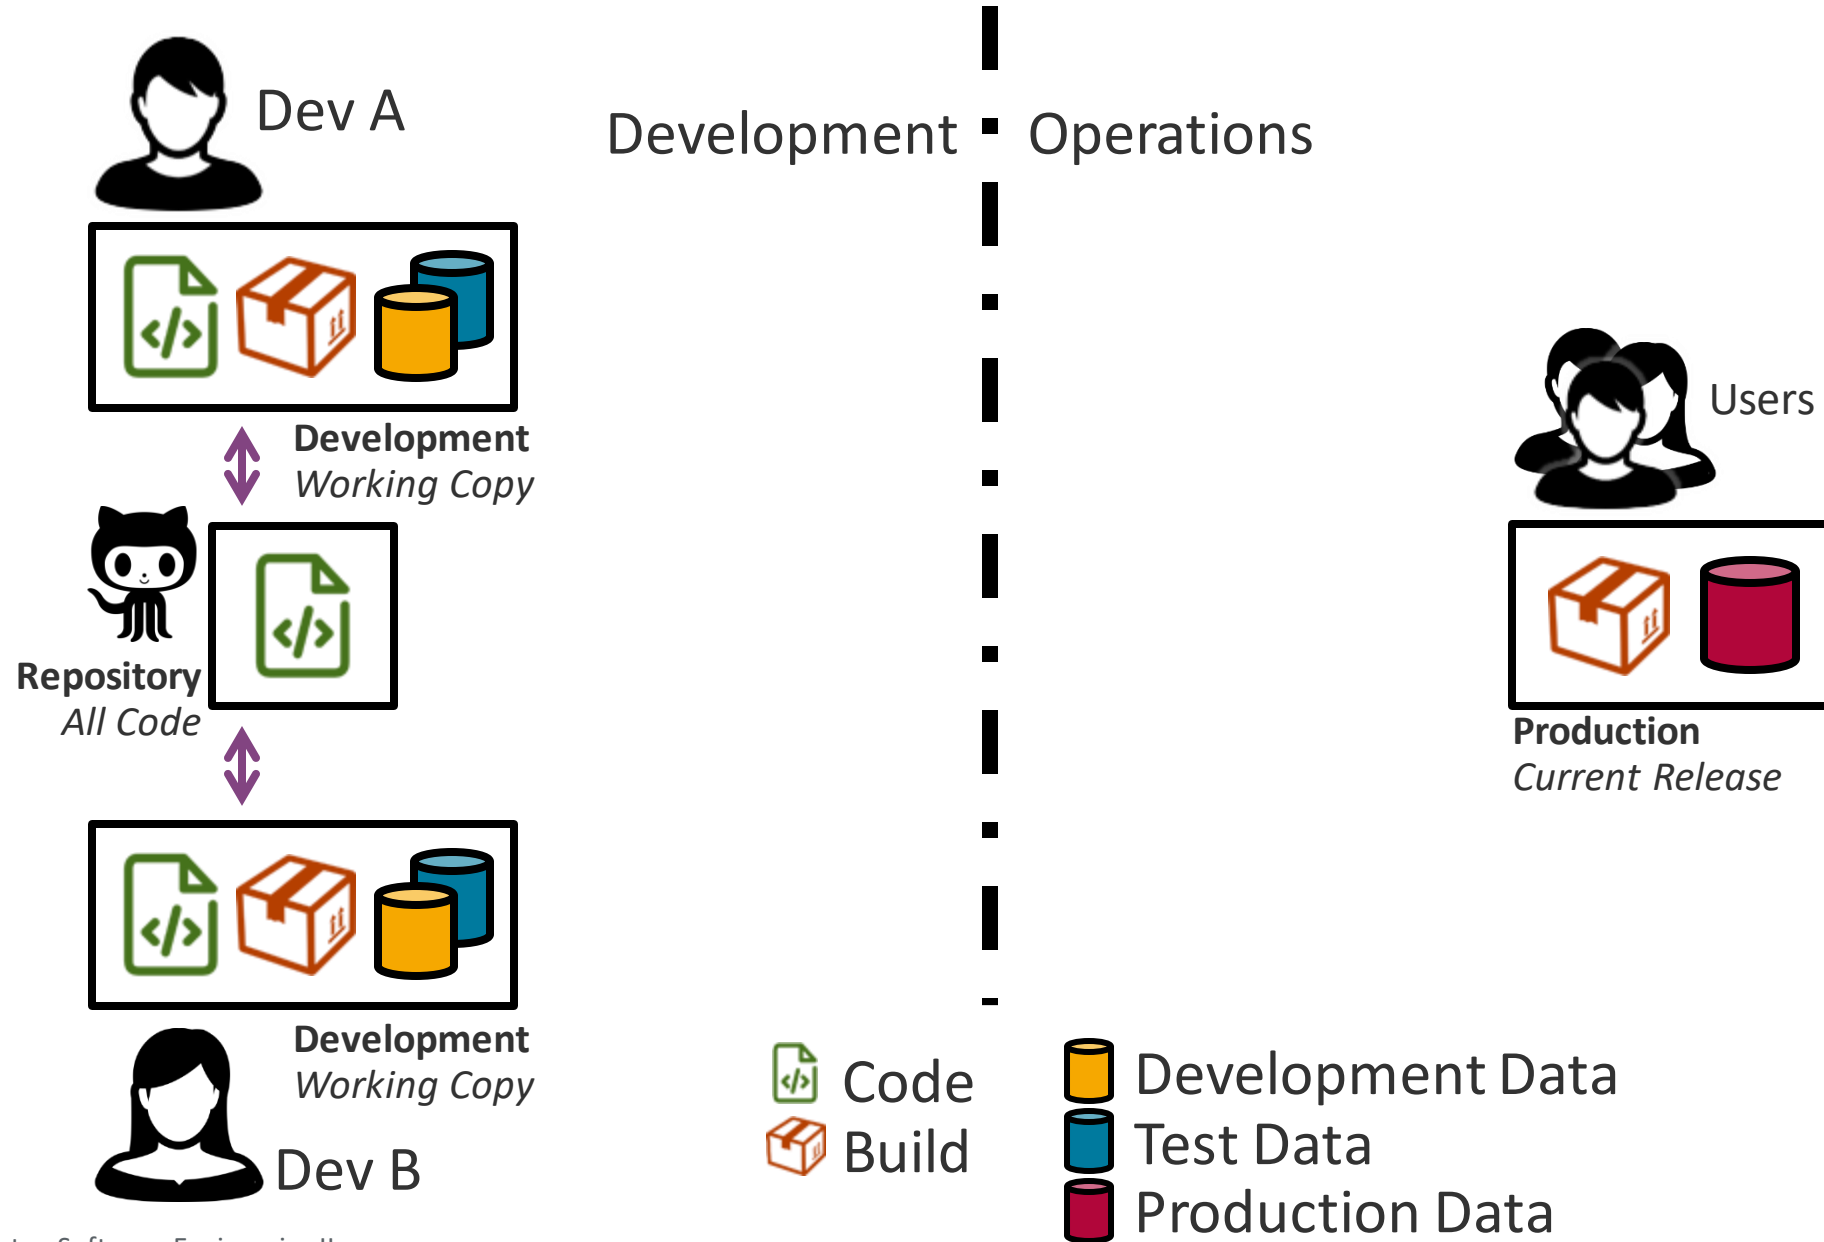 Dev A
Development
Operations
Development
Working Copy
Users
Repository
All Code
Production
Current Release
Development
Working Copy
Dev B
Code
Build
Development Data
Test Data
Production Data